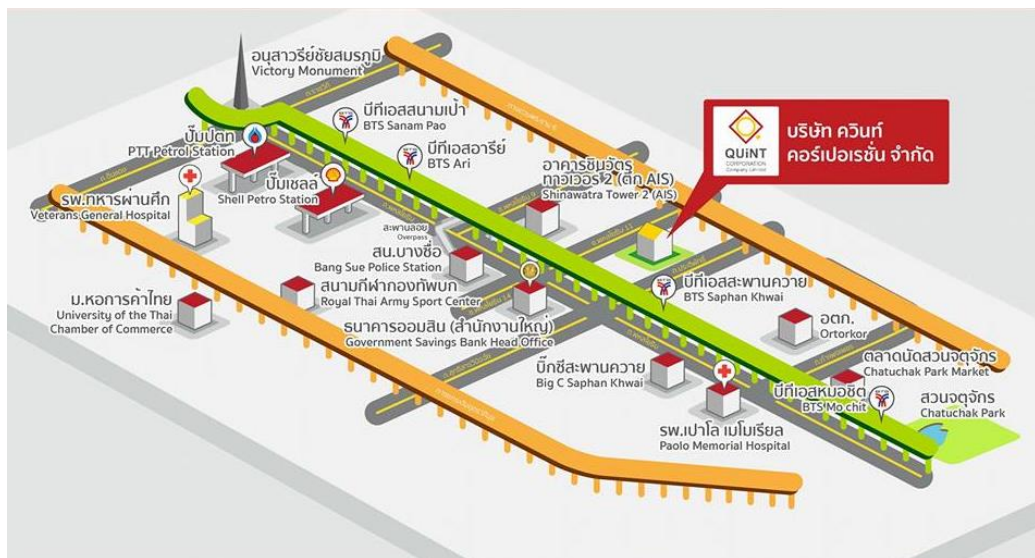 อนุสาวรีย์ชัยสมรภูมิ
Victory Monument
บีทีเอสสนามเป้า
BTS Sanam Pao
ปั๊มปตท
PTT Petrol Station
บีทีเอสอารีย์
BTS Ari
QUiNT
CORPORATION
Company Limited
บริษัท ควินท์
คอร์เปอเรชั่น จำกัด
อาคารชินวัตร
ทาวเวอร์ 2 (ตึก AIS)
Shinawatra Tower 2 (AIS)
ปั๊มเชลล์
Shell Petro Station
รพ.ทหารผ่านศึก
Veterans General Hospital
สะพานลอย
Overpass
สน.บางซื่อ
Bang Sue Police Station
สนามกีฬากองทัพบก
Royal Thai Army Sport Center
บีทีเอสสะพานควาย
BTS Saphan Khwai
ม.หอการค้าไทย
University of the Thai
Chamber of Commerce
ธนาคารออมสิน (สำนักงานใหญ่)
Government Savings Bank Head Office
อตก.
Ortorkor
บิ๊กซีสะพานควาย
Big C Saphan Khwai
ตลาดนัดสวนจตุจักร
Chatuchak Park Market
บีทีเอสหมอชิต
BTS Mo chit
สวนจตุจักร
Chatuchak Park
รพ.เปาโล เมโมเรียล
Paolo Memorial Hospital